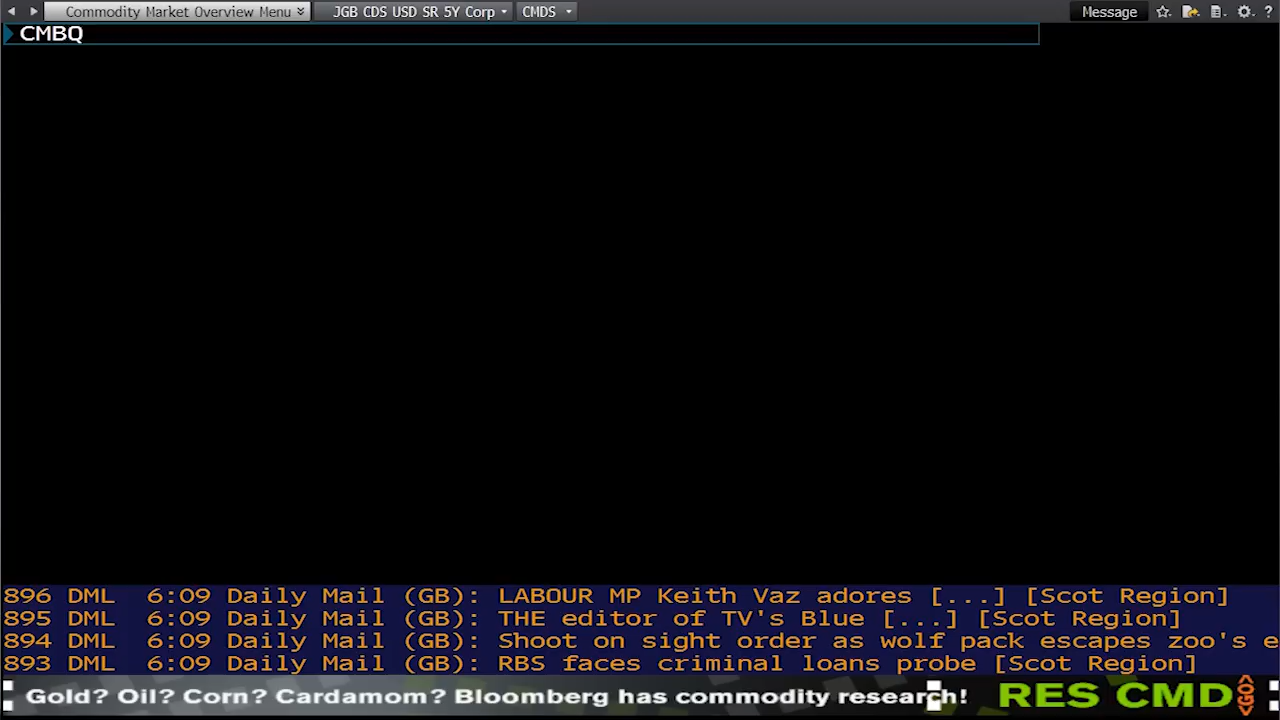 Commodity Market Overview Menu JGB CDS USD SR 5Y Corp CMDS Message ?
CMBQ
896 DML 6:09 Daily Mail (GB): LABOUR MP Keith Vaz adores [...] [Scot Region]
895 DML 6:09 Daily Mail (GB): THE editor of TV's Blue [...] [Scot Region]
894 DML 6:09 Daily Mail (GB): Shoot on sight order as wolf pack escapes zoo's e
893 DML 6:09 Daily Mail (GB): RBS faces criminal loans probe [Scot Region]
Gold? Oil? Corn? Cardamom? Bloomberg has commodity research! RES CMD <GO>